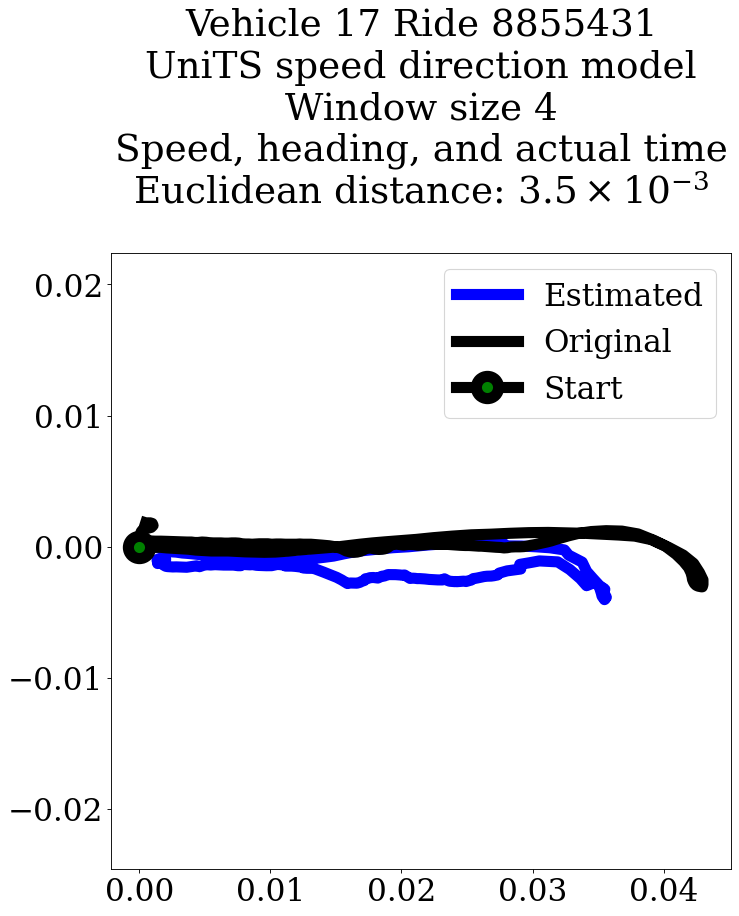 Vehicle 17 Ride 8855431
UniTS speed direction model
Window size 4
Speed, heading, and actual time
Euclidean distance: 3.5 × 10⁻³
Estimated
Original
Start
0.02
0.01
0.00
−0.01
−0.02
0.00 0.01 0.02 0.03 0.04